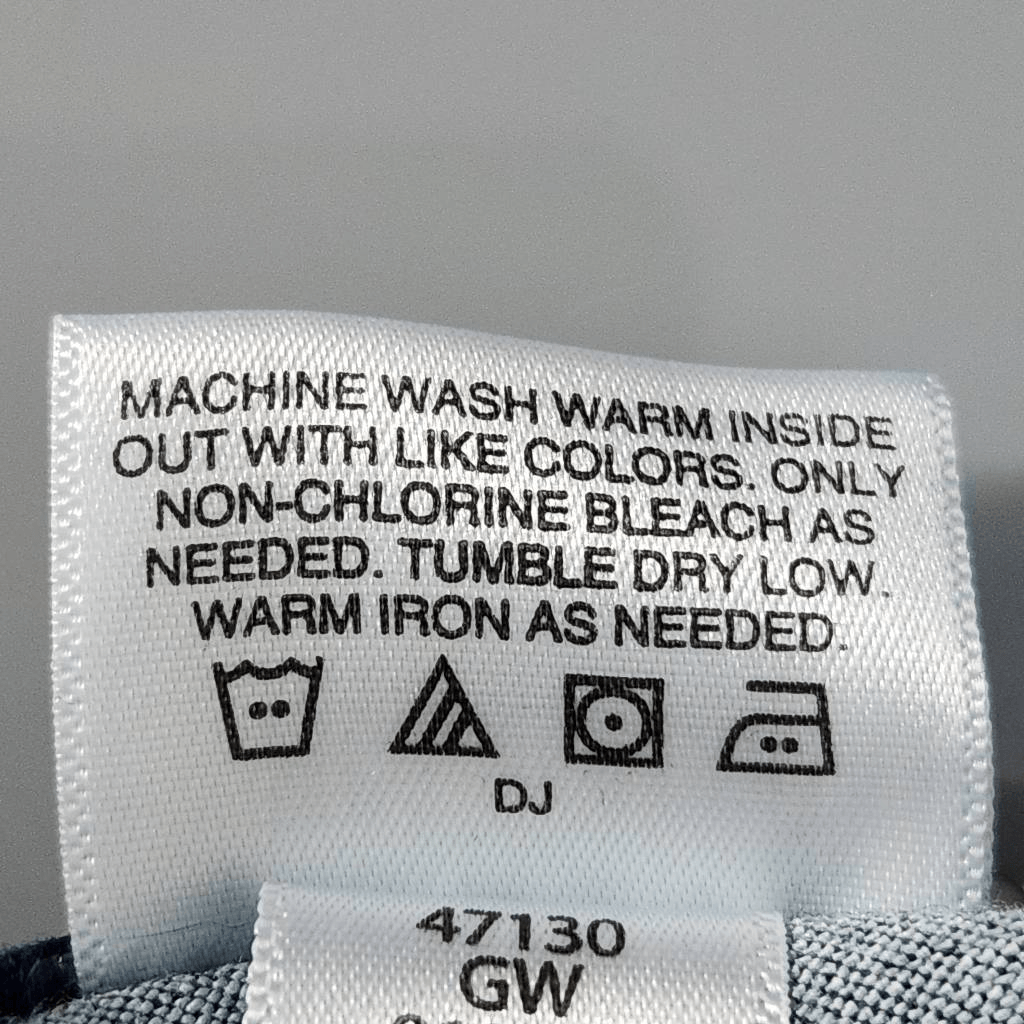 MACHINE WASH WARM INSIDE
OUT WITH LIKE COLORS. ONLY
NON-CHLORINE BLEACH AS
NEEDED. TUMBLE DRY LOW.
WARM IRON AS NEEDED.
DJ
47130
GW